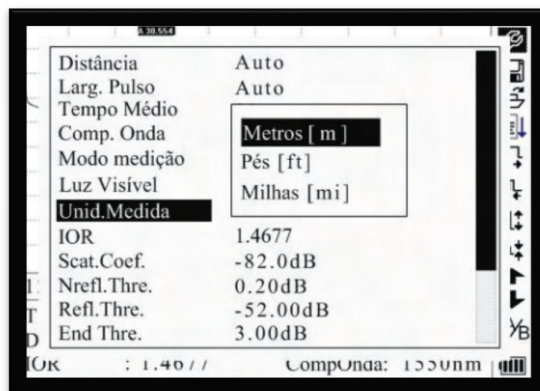 A 30.554
Distância Auto
Larg. Pulso Auto
Tempo Médio
Comp. Onda Metros [ m ]
Modo medição Pés [ft]
Luz Visível Milhas [mi]
Unid.Medida
IOR 1.4677
Scat.Coef. -82.0dB
Nrefl.Thre. 0.20dB
Refl.Thre. -52.00dB
End Thre. 3.00dB
: 1.4677 CompOnda: 1550nm